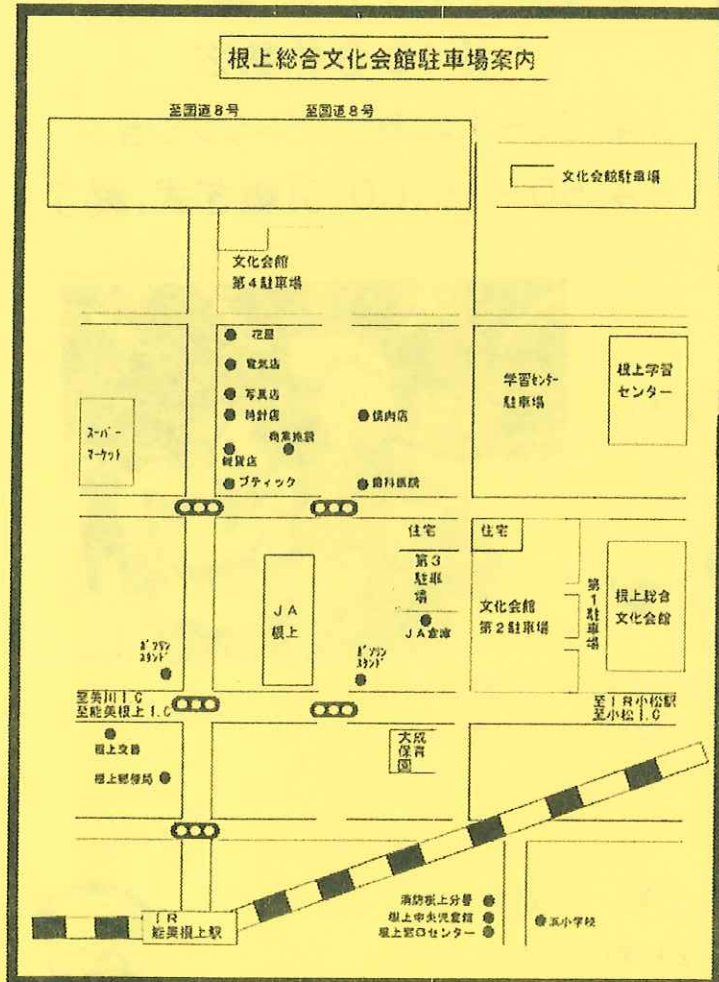 根上総合文化会館駐車場案内
至国道8号
至国道8号
文化会館駐車場
文化会館
第4駐車場
花屋
電気店
写真店
時計店
焼肉店
商業施設
雑貨店
ブティック
歯科医院
スーパー
マーケット
学習センター
駐車場
根上学習
センター
住宅
住宅
第3
駐車
場
JA
根上
JA倉庫
文化会館
第2駐車場
第1駐車場
根上総合
文化会館
ガソリン
スタンド
ガソリン
スタンド
至美川I.C
至能美根上I.C
至IR小松駅
至小松I.C
根上交番
根上郵便局
大成
保育
園
消防根上分署
根上中央児童館
根上窓口センター
浜小学校
IR
能美根上駅